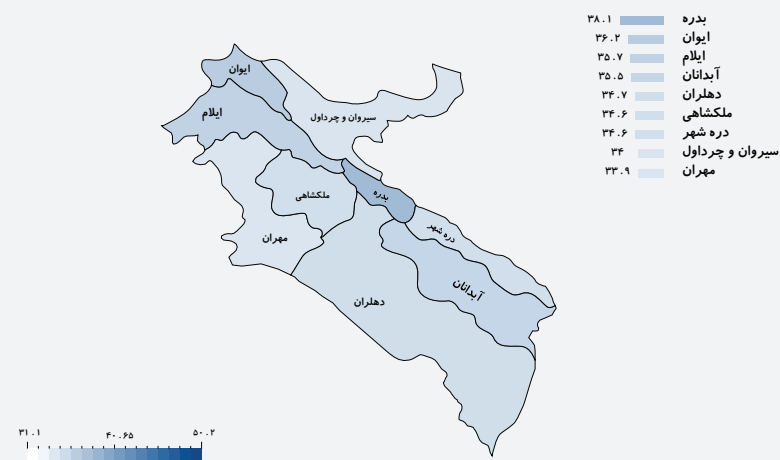 بدره ۳۸.۱
ایوان ۳۶.۲
ایلام ۳۵.۷
آبدانان ۳۵.۵
دهلران ۳۴.۷
ملکشاهی ۳۴.۶
دره شهر ۳۴.۶
سیروان و چرداول ۳۴
مهران ۳۳.۹
ایوان
ایلام
سیروان و چرداول
بدره
ملکشاهی
مهران
دره شهر
آبدانان
دهلران
۳۱.۱
۴۰.۶۵
۵۰.۲